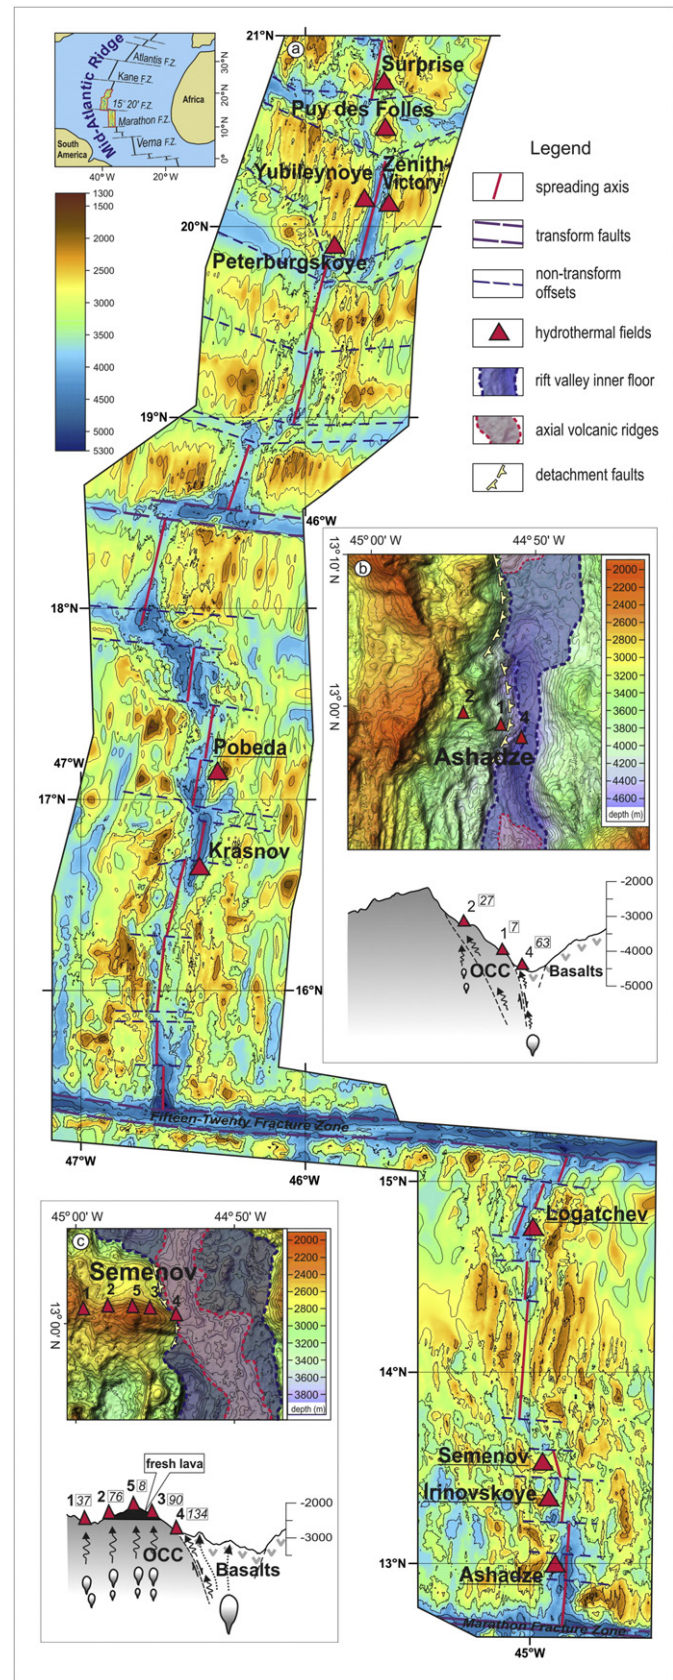 21°N
a
Surprise
Puy des Folles
Yubileynoye
Zenith-
Victory
20°N
Peterburgskoye
19°N
46°W
18°N
Pobeda
47°W
17°N
Krasnov
16°N
Fifteen-Twenty Fracture Zone
47°W
46°W
15°N
Logatchev
14°N
Semenov
Irinovskoye
13°N
Ashadze
Marathon Fracture Zone
45°W
Mid-Atlantic Ridge
Atlantis F.Z.
Kane F.Z.
15° 20' F.Z.
Marathon F.Z.
Vema F.Z.
Africa
South
America
30°N
20°N
10°N
0°N
40°W
20°W
1300
2000
2500
3000
3500
4000
5300
Legend
spreading axis
transform faults
non-transform
offsets
hydrothermal fields
rift valley inner floor
axial volcanic ridges
detachment faults
45°00 W
44°50 W
13°10 N
b
13°00 N
2
1
4
Ashadze
2000
2200
2400
2600
2800
3000
3200
3400
3600
3800
4000
4200
4400
4600
depth (m)
2 27
1 7
4 63
OCC
Basalts
-2000
-3000
-4000
-5000
45°00 W
44°50 W
c
Semenov
1
2
5
3
4
13°00 N
2000
2200
2400
2600
2800
3000
3200
3400
3600
3800
depth (m)
fresh lava
1 37
2 76
5 8
3 90
4 134
OCC
Basalts
-2000
-3000